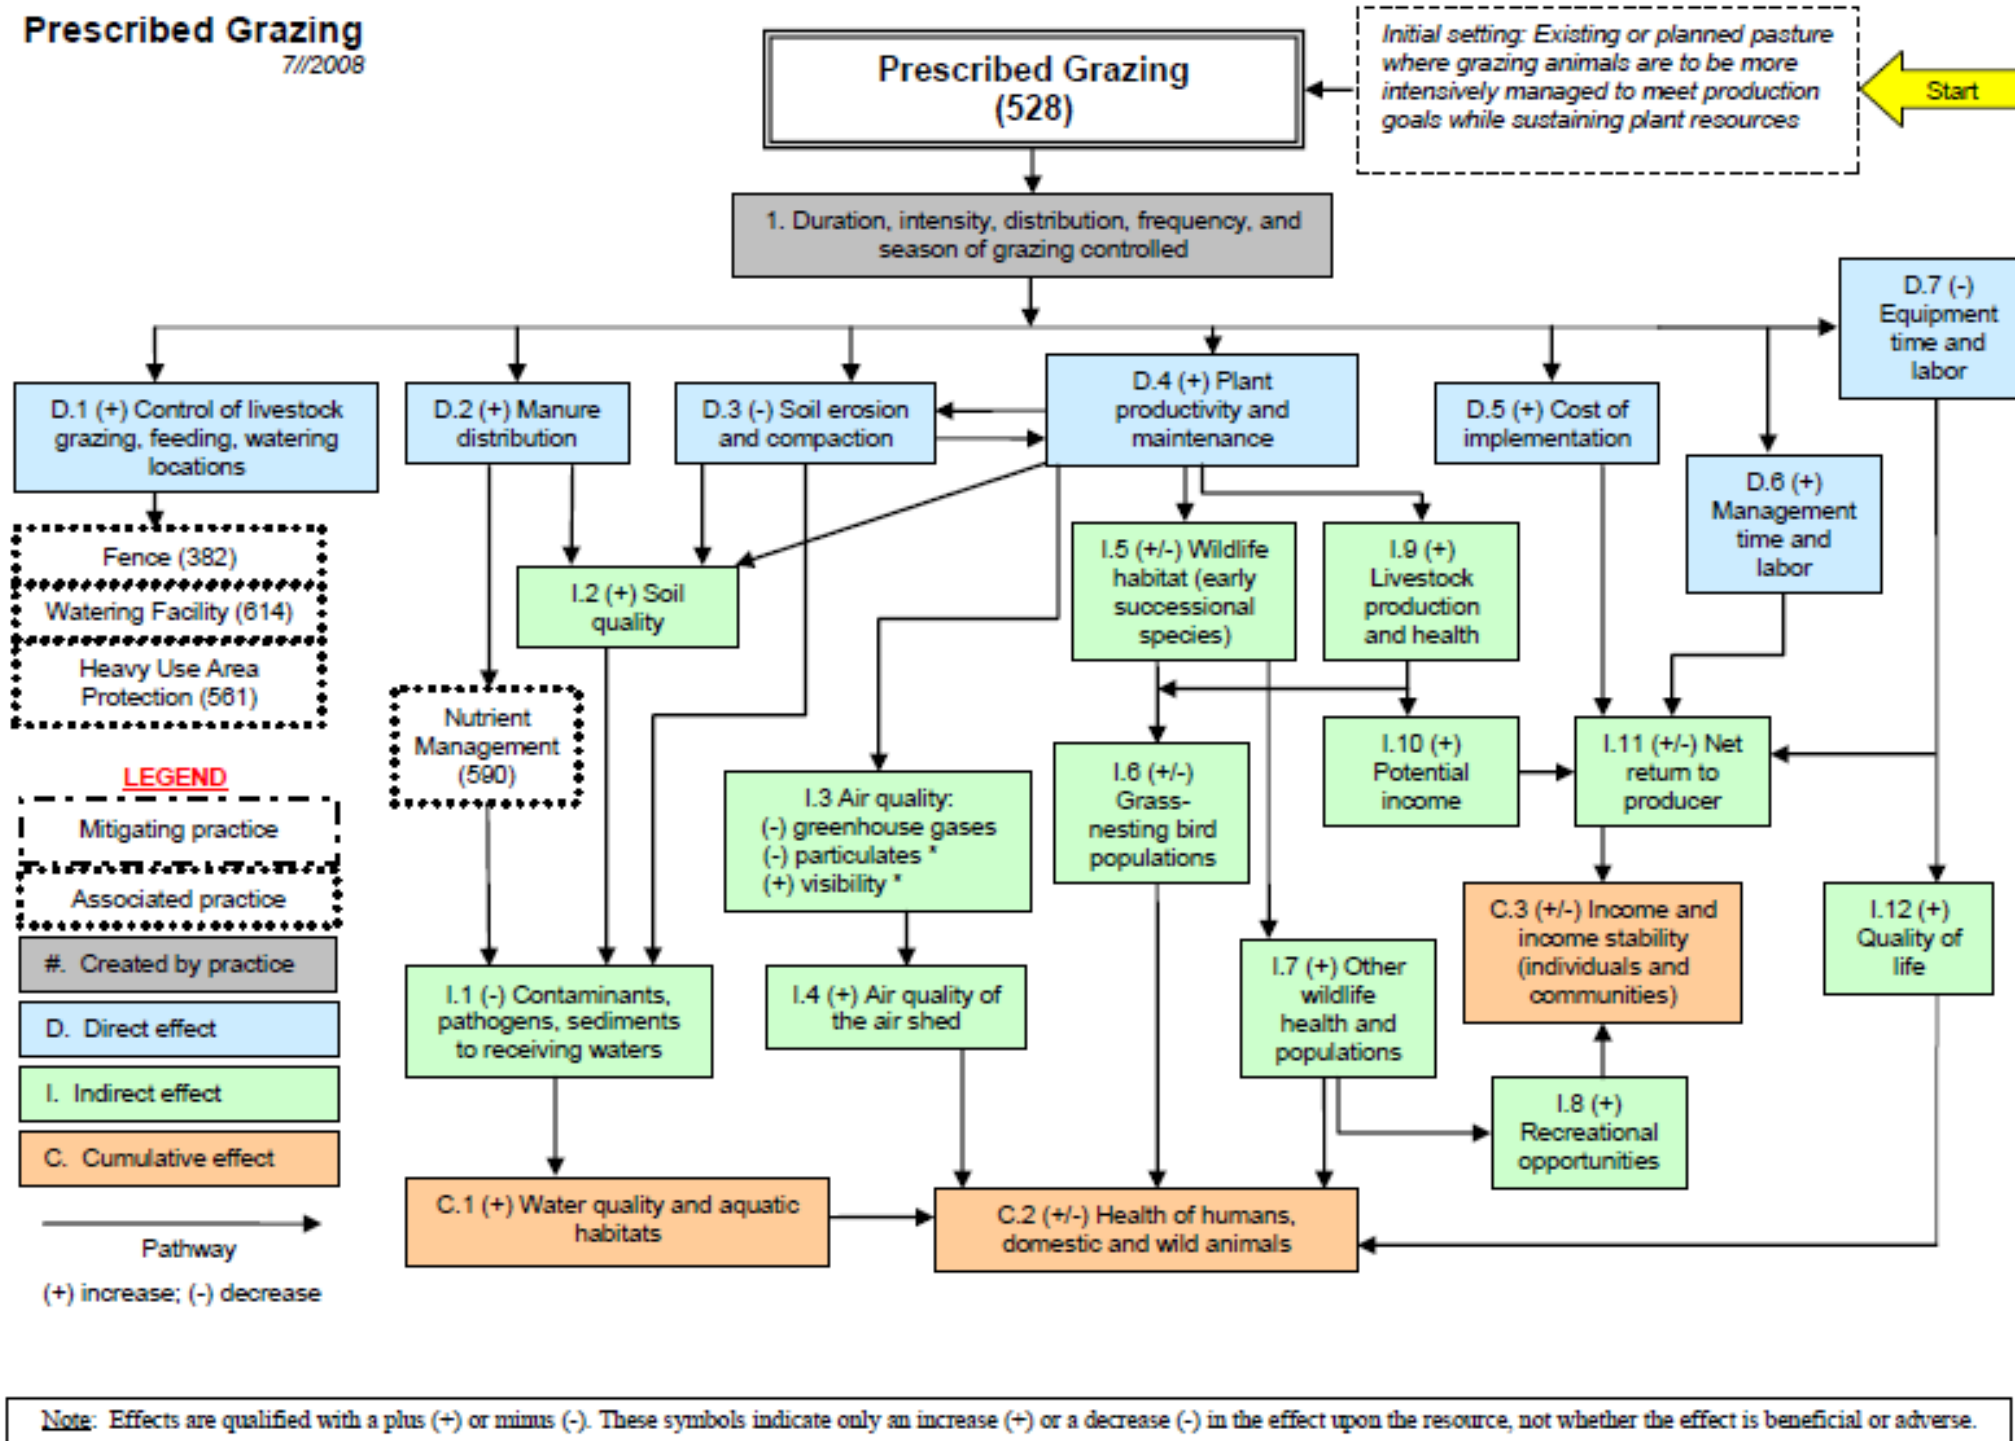 Prescribed Grazing
7//2008
Prescribed Grazing
(528)
Initial setting: Existing or planned pasture
where grazing animals are to be more
intensively managed to meet production
goals while sustaining plant resources
Start
1. Duration, intensity, distribution, frequency, and
season of grazing controlled
D.7 (-)
Equipment
time and
labor
D.1 (+) Control of livestock
grazing, feeding, watering
locations
D.2 (+) Manure
distribution
D.3 (-) Soil erosion
and compaction
D.4 (+) Plant
productivity and
maintenance
D.5 (+) Cost of
implementation
D.6 (+)
Management
time and
labor
Fence (382)
Watering Facility (614)
Heavy Use Area
Protection (561)
I.2 (+) Soil
quality
I.5 (+/-) Wildlife
habitat (early
successional
species)
I.9 (+)
Livestock
production
and health
Nutrient
Management
(590)
I.3 Air quality:
(-) greenhouse gases
(-) particulates *
(+) visibility *
I.6 (+/-)
Grass-
nesting bird
populations
I.10 (+)
Potential
income
I.11 (+/-) Net
return to
producer
LEGEND
Mitigating practice
Associated practice
#. Created by practice
D. Direct effect
I. Indirect effect
C. Cumulative effect
Pathway
(+) increase; (-) decrease
I.1 (-) Contaminants,
pathogens, sediments
to receiving waters
I.4 (+) Air quality of
the air shed
I.7 (+) Other
wildlife
health and
populations
C.3 (+/-) Income and
income stability
(individuals and
communities)
I.12 (+)
Quality of
life
I.8 (+)
Recreational
opportunities
C.1 (+) Water quality and aquatic
habitats
C.2 (+/-) Health of humans,
domestic and wild animals
Note: Effects are qualified with a plus (+) or minus (-). These symbols indicate only an increase (+) or a decrease (-) in the effect upon the resource, not whether the effect is beneficial or adverse.